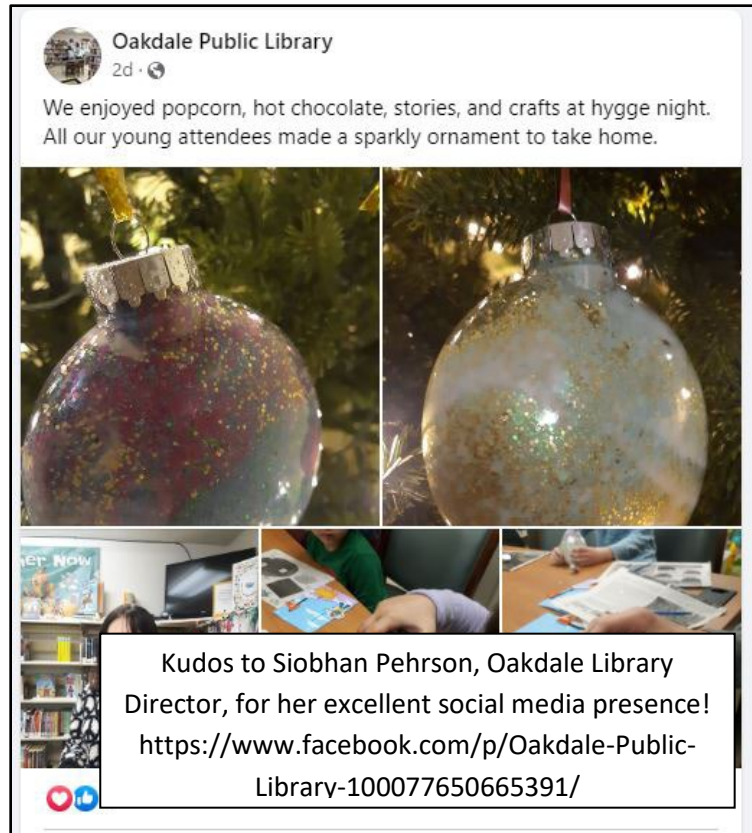 Oakdale Public Library
2d ·
We enjoyed popcorn, hot chocolate, stories, and crafts at hygge night.
All our young attendees made a sparkly ornament to take home.
er Now
Kudos to Siobhan Pehrson, Oakdale Library
Director, for her excellent social media presence!
https://www.facebook.com/p/Oakdale-Public-
Library-100077650665391/